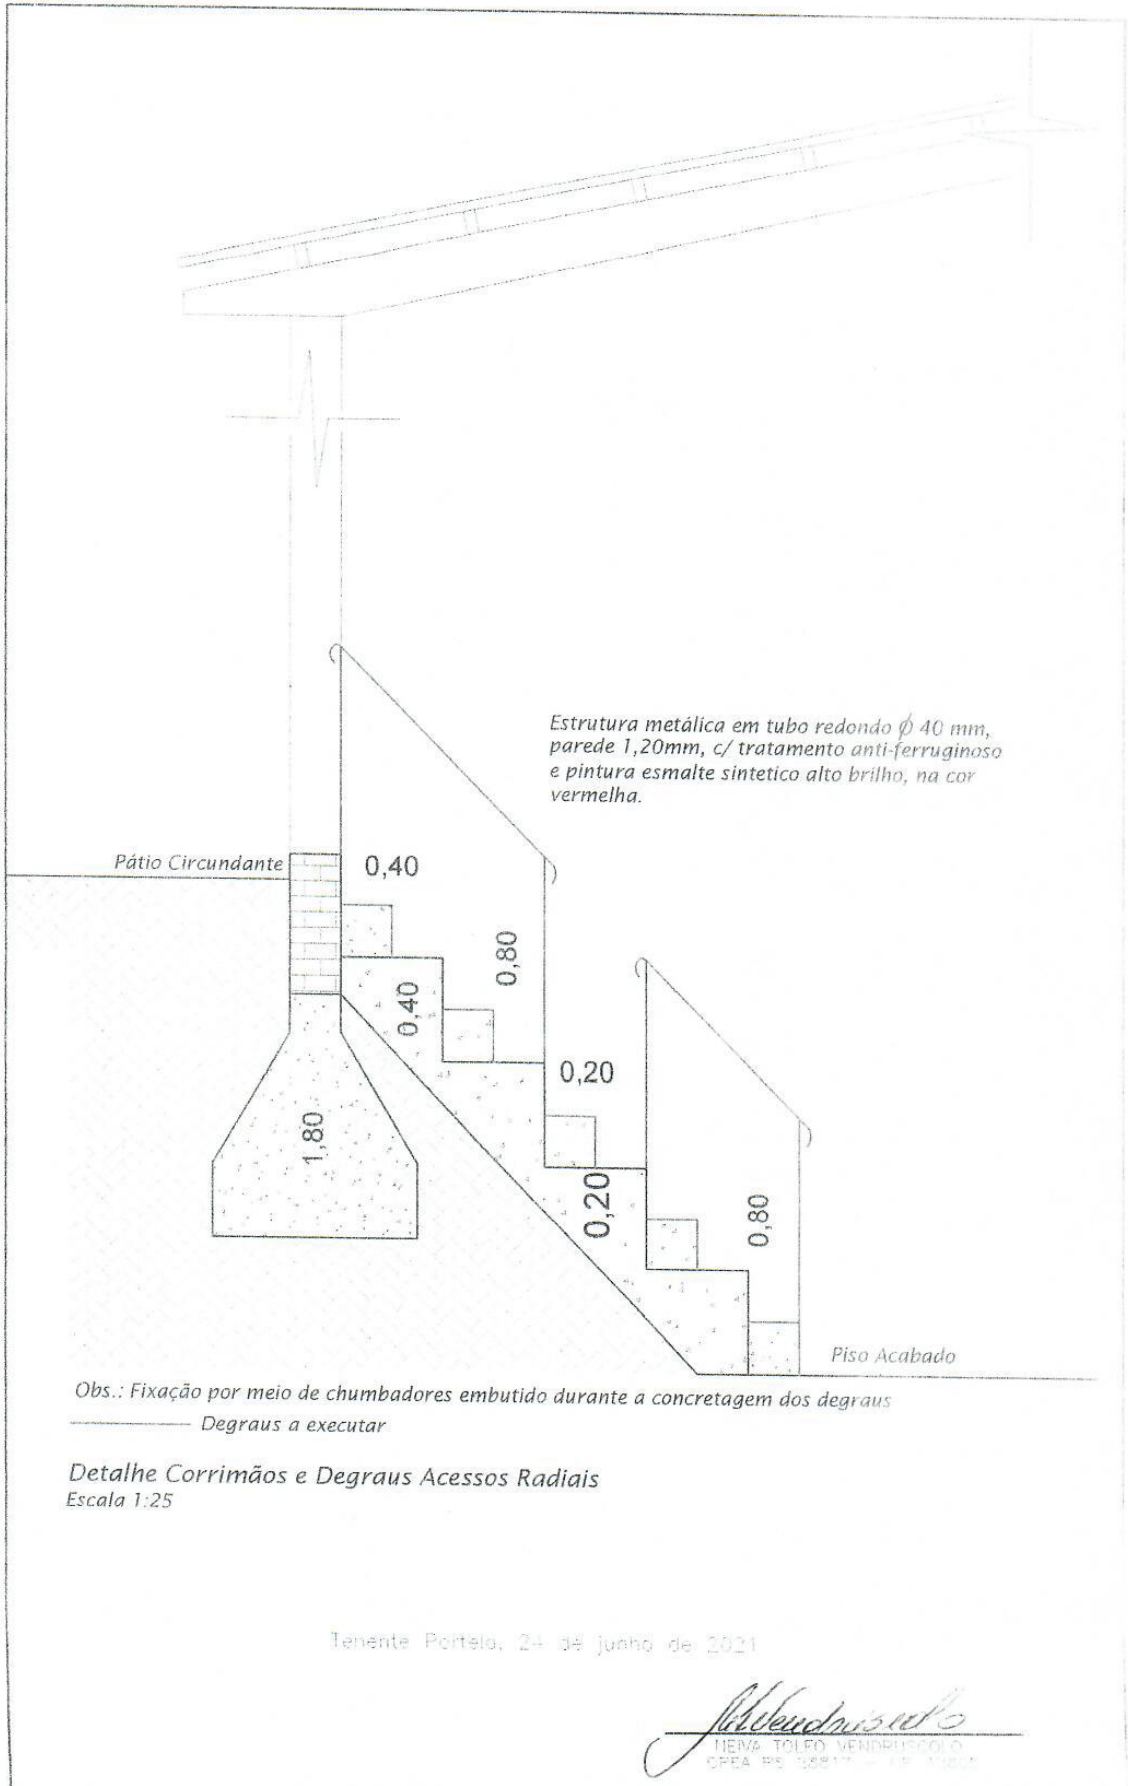 Estrutura metálica em tubo redondo ϕ 40 mm,
parede 1,20mm, c/ tratamento anti-ferruginoso
e pintura esmalte sintetico alto brilho, na cor
vermelha.
Pátio Circundante
0,40
0,80
0,40
0,20
1,80
0,20
0,80
Piso Acabado
Obs.: Fixação por meio de chumbadores embutido durante a concretagem dos degraus
Degraus a executar
Detalhe Corrimãos e Degraus Acessos Radiais
Escala 1:25
Tenente Portela, 24 de junho de 2021
NEIVA TOLFO VENDRUSCOLO
CREA RS